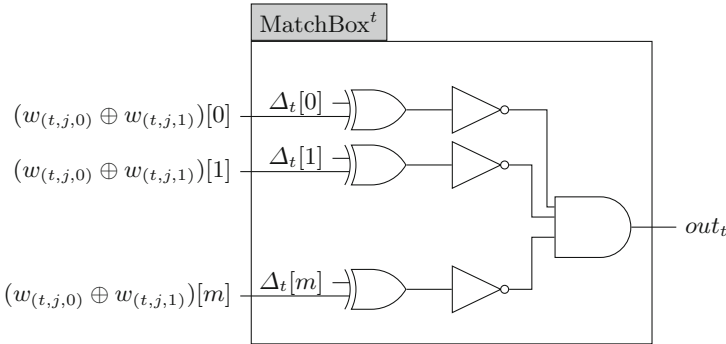 MatchBox^t
Δ_t[0]
(w_(t,j,0) ⊕ w_(t,j,1))[0]
Δ_t[1]
(w_(t,j,0) ⊕ w_(t,j,1))[1]
out_t
Δ_t[m]
(w_(t,j,0) ⊕ w_(t,j,1))[m]